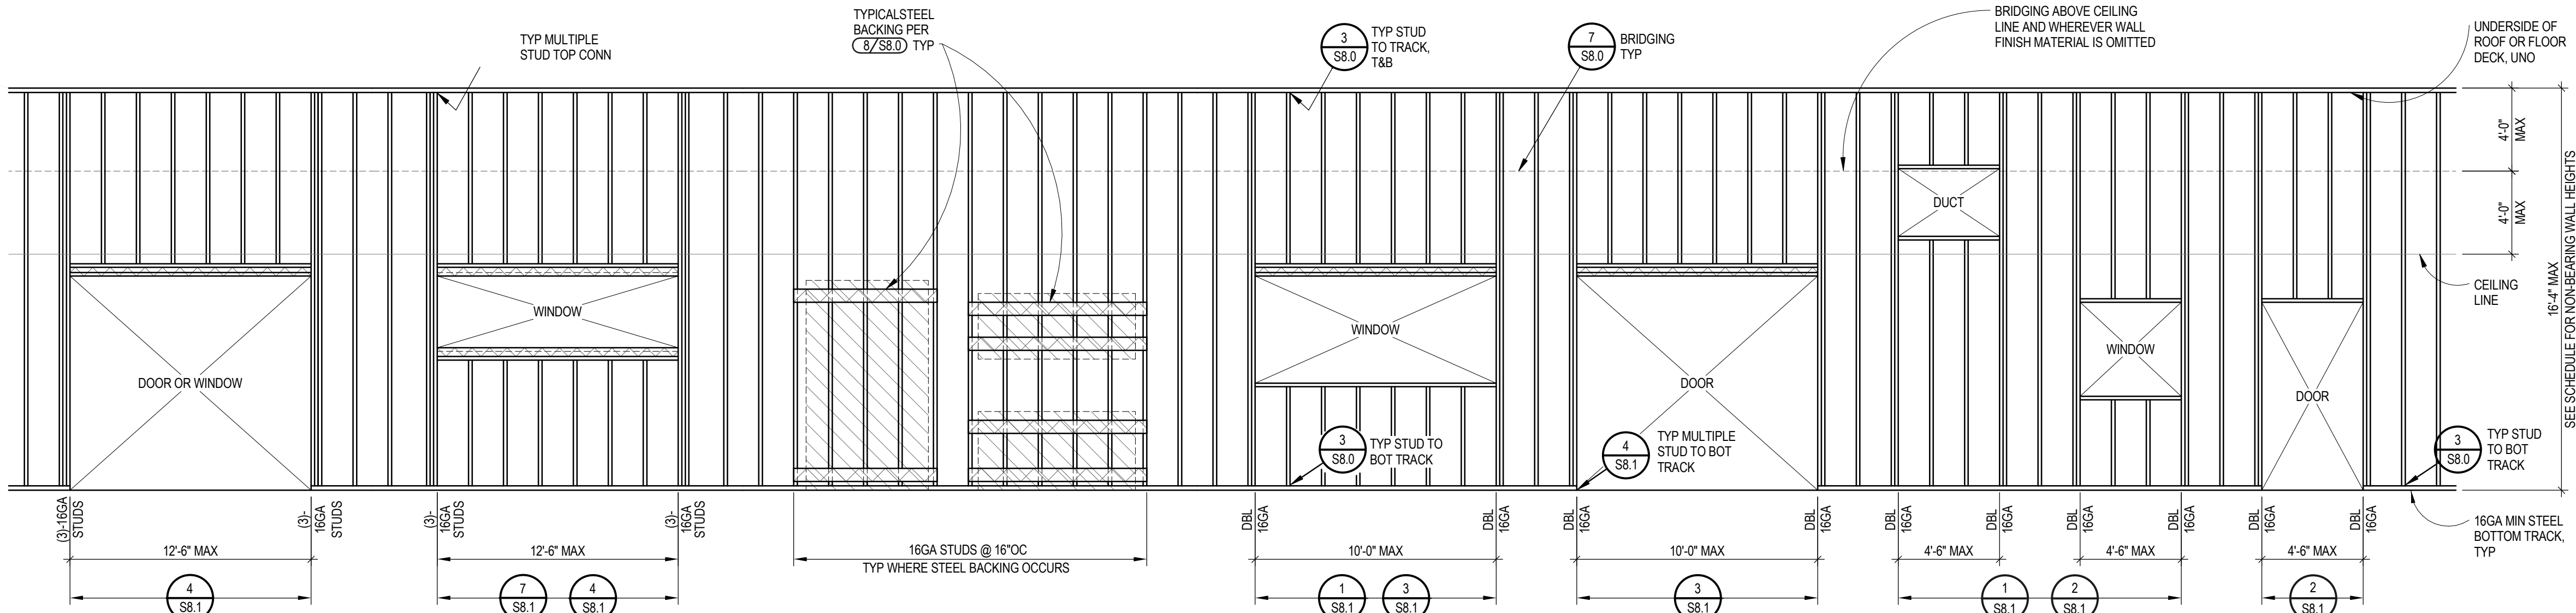 TYP MULTIPLE
STUD TOP CONN
TYPICALSTEEL
BACKING PER
8/S8.0 TYP
3
S8.0
TYP STUD
TO TRACK,
T&B
7
S8.0
BRIDGING
TYP
BRIDGING ABOVE CEILING
LINE AND WHEREVER WALL
FINISH MATERIAL IS OMITTED
UNDERSIDE OF
ROOF OR FLOOR
DECK, UNO
4'-0"
MAX
4'-0"
MAX
16'-4" MAX
SEE SCHEDULE FOR NON-BEARING WALL HEIGHTS
CEILING
LINE
DUCT
WINDOW
WINDOW
WINDOW
DOOR OR WINDOW
DOOR
DOOR
3
S8.0
TYP STUD TO
BOT TRACK
4
S8.1
TYP MULTIPLE
STUD TO BOT
TRACK
3
S8.0
TYP STUD
TO BOT
TRACK
16GA MIN STEEL
BOTTOM TRACK,
TYP
(3)-16GA
STUDS
(3)-
16GA
STUDS
(3)-
16GA
STUDS
(3)-
16GA
STUDS
DBL
16GA
DBL
16GA
DBL
16GA
DBL
16GA
DBL
16GA
DBL
16GA
DBL
16GA
DBL
16GA
DBL
16GA
DBL
16GA
12'-6" MAX
12'-6" MAX
16GA STUDS @ 16"OC
TYP WHERE STEEL BACKING OCCURS
10'-0" MAX
10'-0" MAX
4'-6" MAX
4'-6" MAX
4'-6" MAX
4
S8.1
7
S8.1
4
S8.1
1
S8.1
3
S8.1
3
S8.1
1
S8.1
2
S8.1
2
S8.1